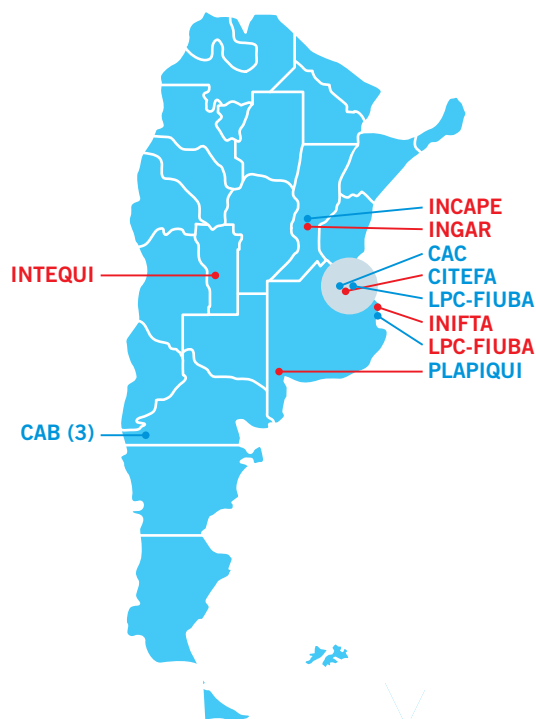 INCAPE
INGAR
CAC
INTEQUI
CITEFA
LPC-FIUBA
INIFTA
LPC-FIUBA
PLAPIQUI
CAB (3)